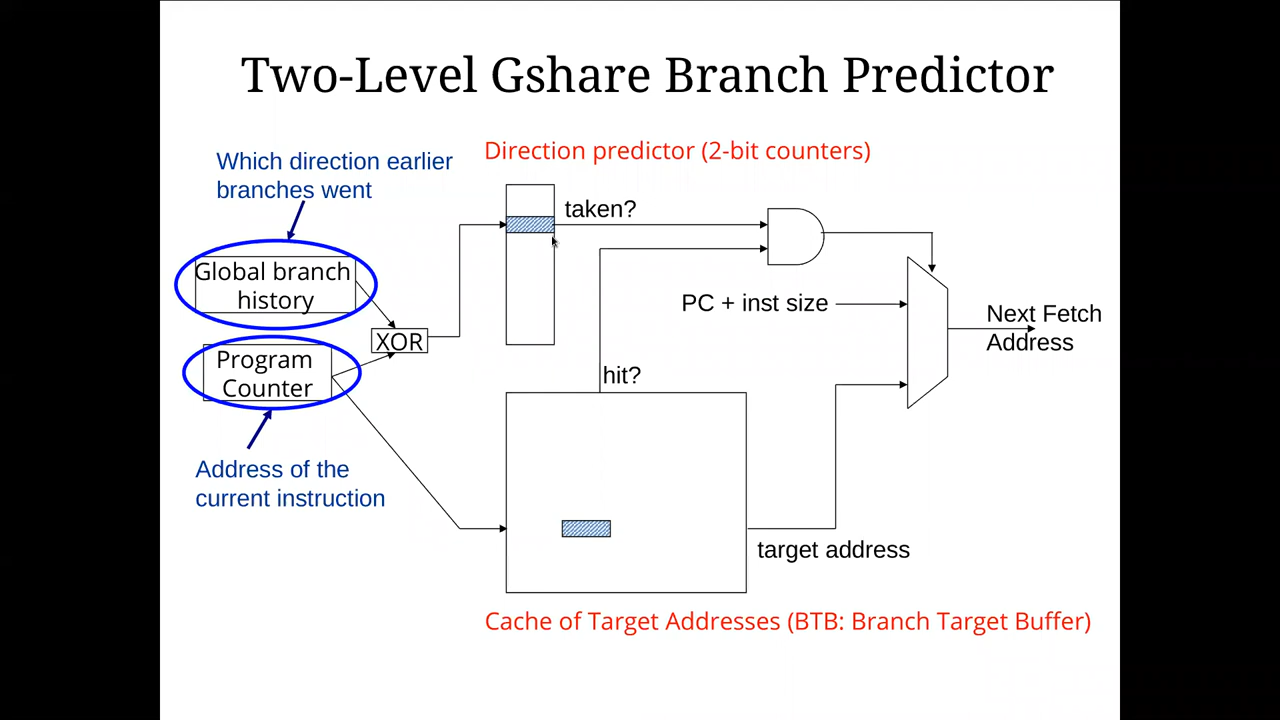 Two-Level Gshare Branch Predictor
Which direction earlier
branches went
Direction predictor (2-bit counters)
taken?
Global branch
history
XOR
Program
Counter
PC + inst size
Next Fetch
Address
hit?
Address of the
current instruction
target address
Cache of Target Addresses (BTB: Branch Target Buffer)